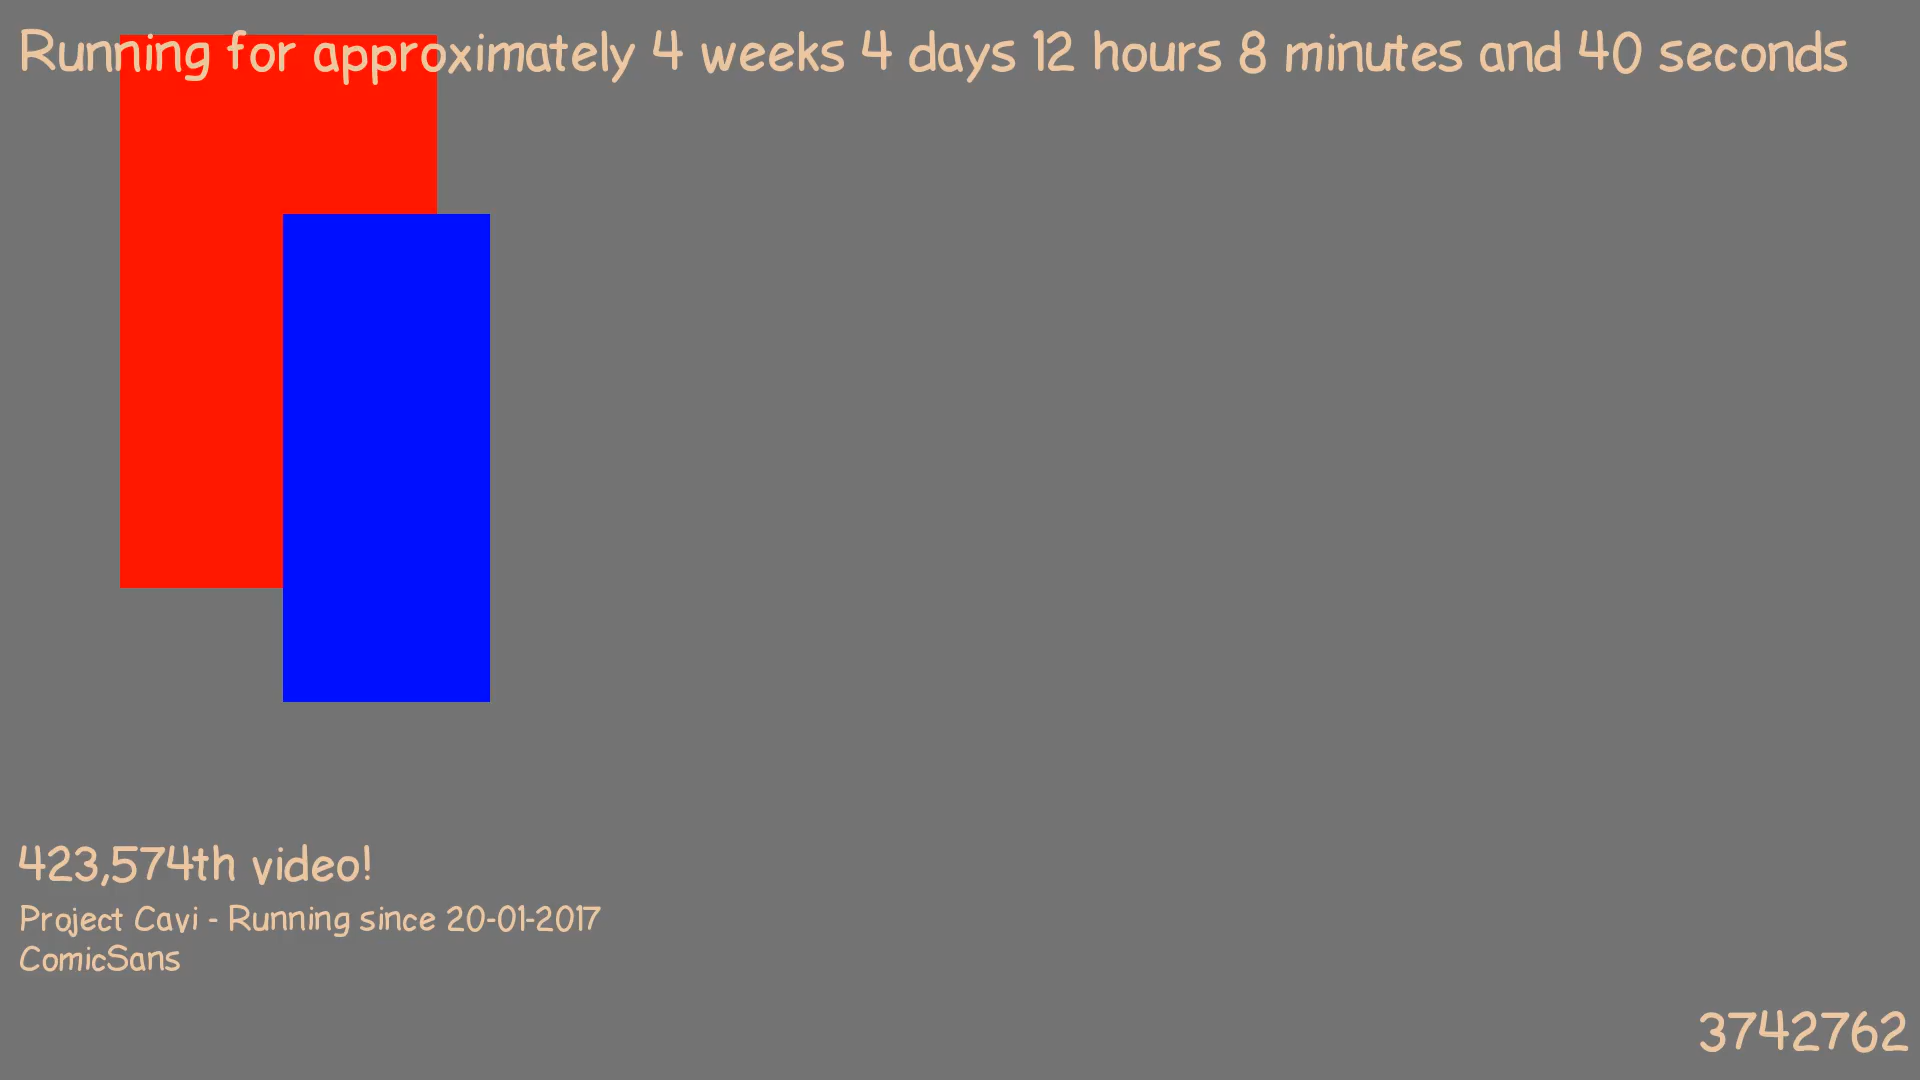 Running for approximately 4 weeks 4 days 12 hours 8 minutes and 40 seconds
423,574th video!
Project Cavi - Running since 20-01-2017
ComicSans
3742762